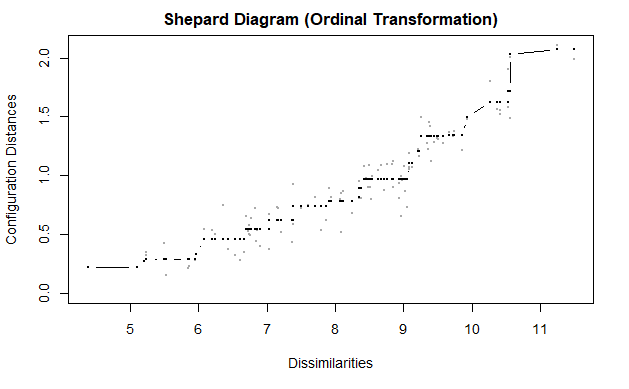 Shepard Diagram (Ordinal Transformation)
Configuration Distances
2.0
1.5
1.0
0.5
0.0
5 6 7 8 9 10 11
Dissimilarities